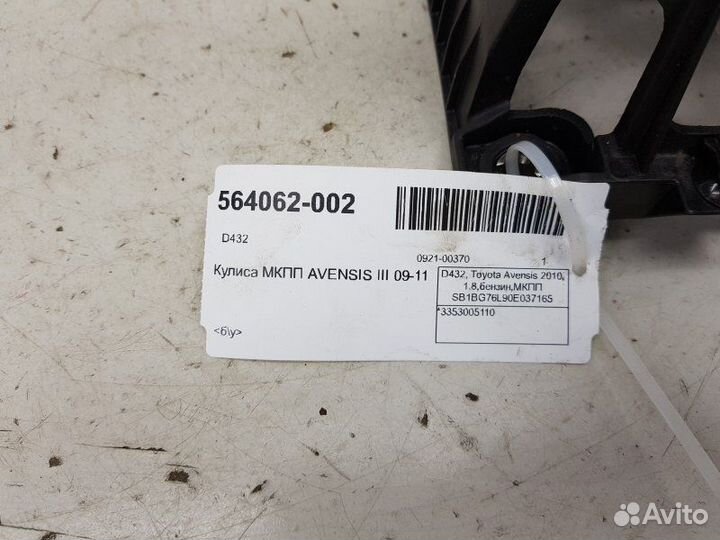 564062-002
D432
0921-00370 1
Кулиса МКПП AVENSIS III 09-11
D432, Toyota Avensis 2010,
1.8,бензин,МКПП
SB1BG76L90E037165
*3353005110
<б\у>
Avito